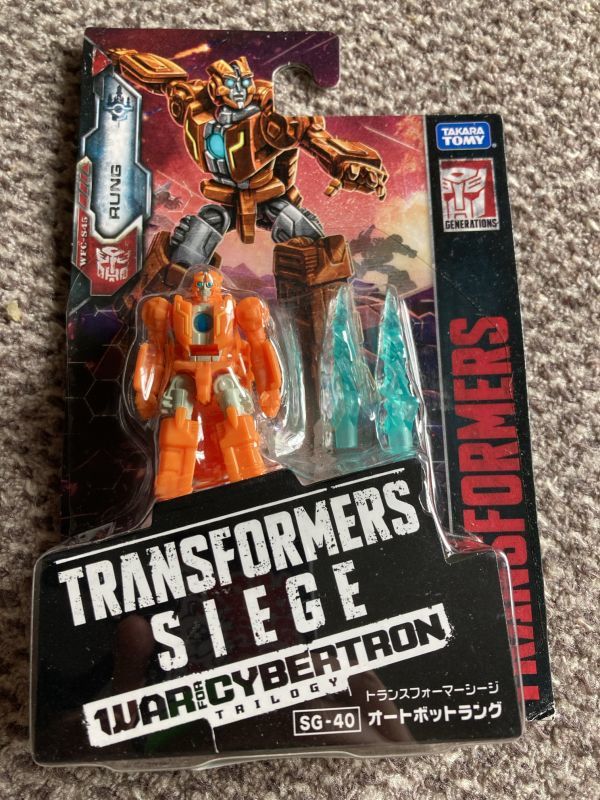 TAKARA
TOMY
GENERATIONS
RUNG
WFC-S45
TRANSFORMERS
TRANSFORMERS
SIEGE
WAR FOR CYBERTRON
TRILOGY
トランスフォーマーシージ
SG-40 オートボットラング